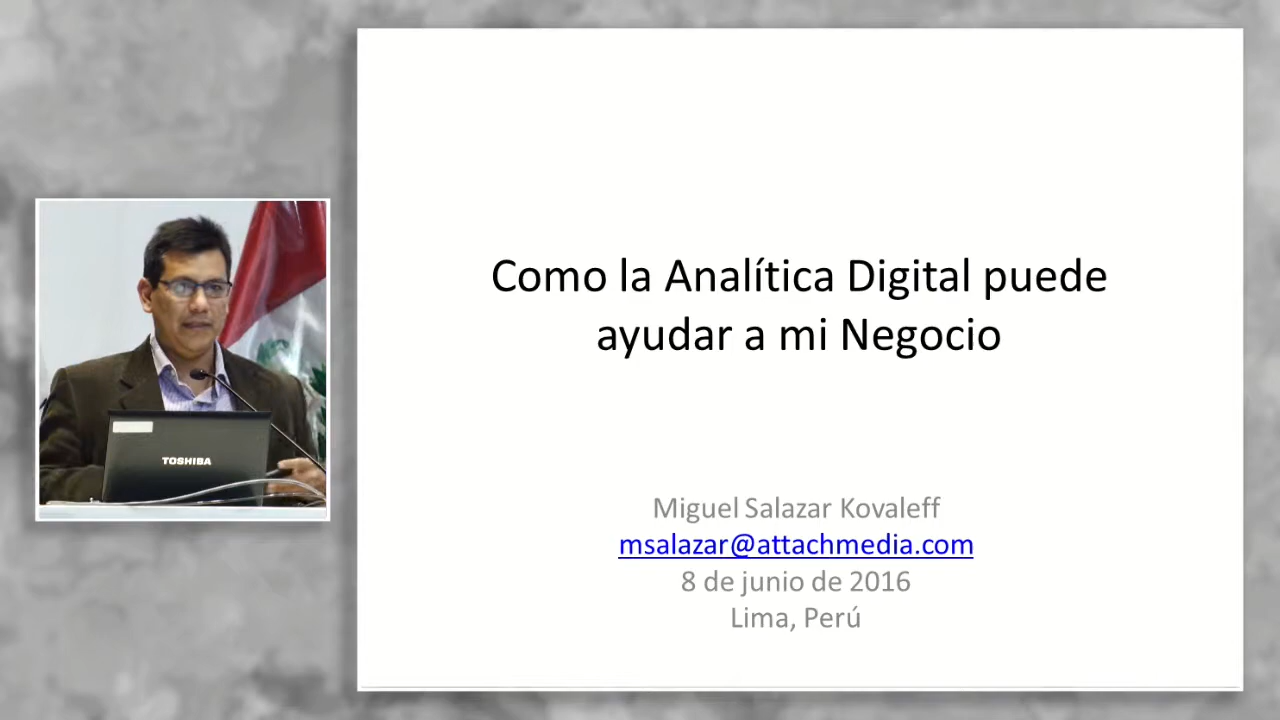 Como la Analítica Digital puede
ayudar a mi Negocio
Miguel Salazar Kovaleff
msalazar@attachmedia.com
8 de junio de 2016
Lima, Perú
TOSHIBA